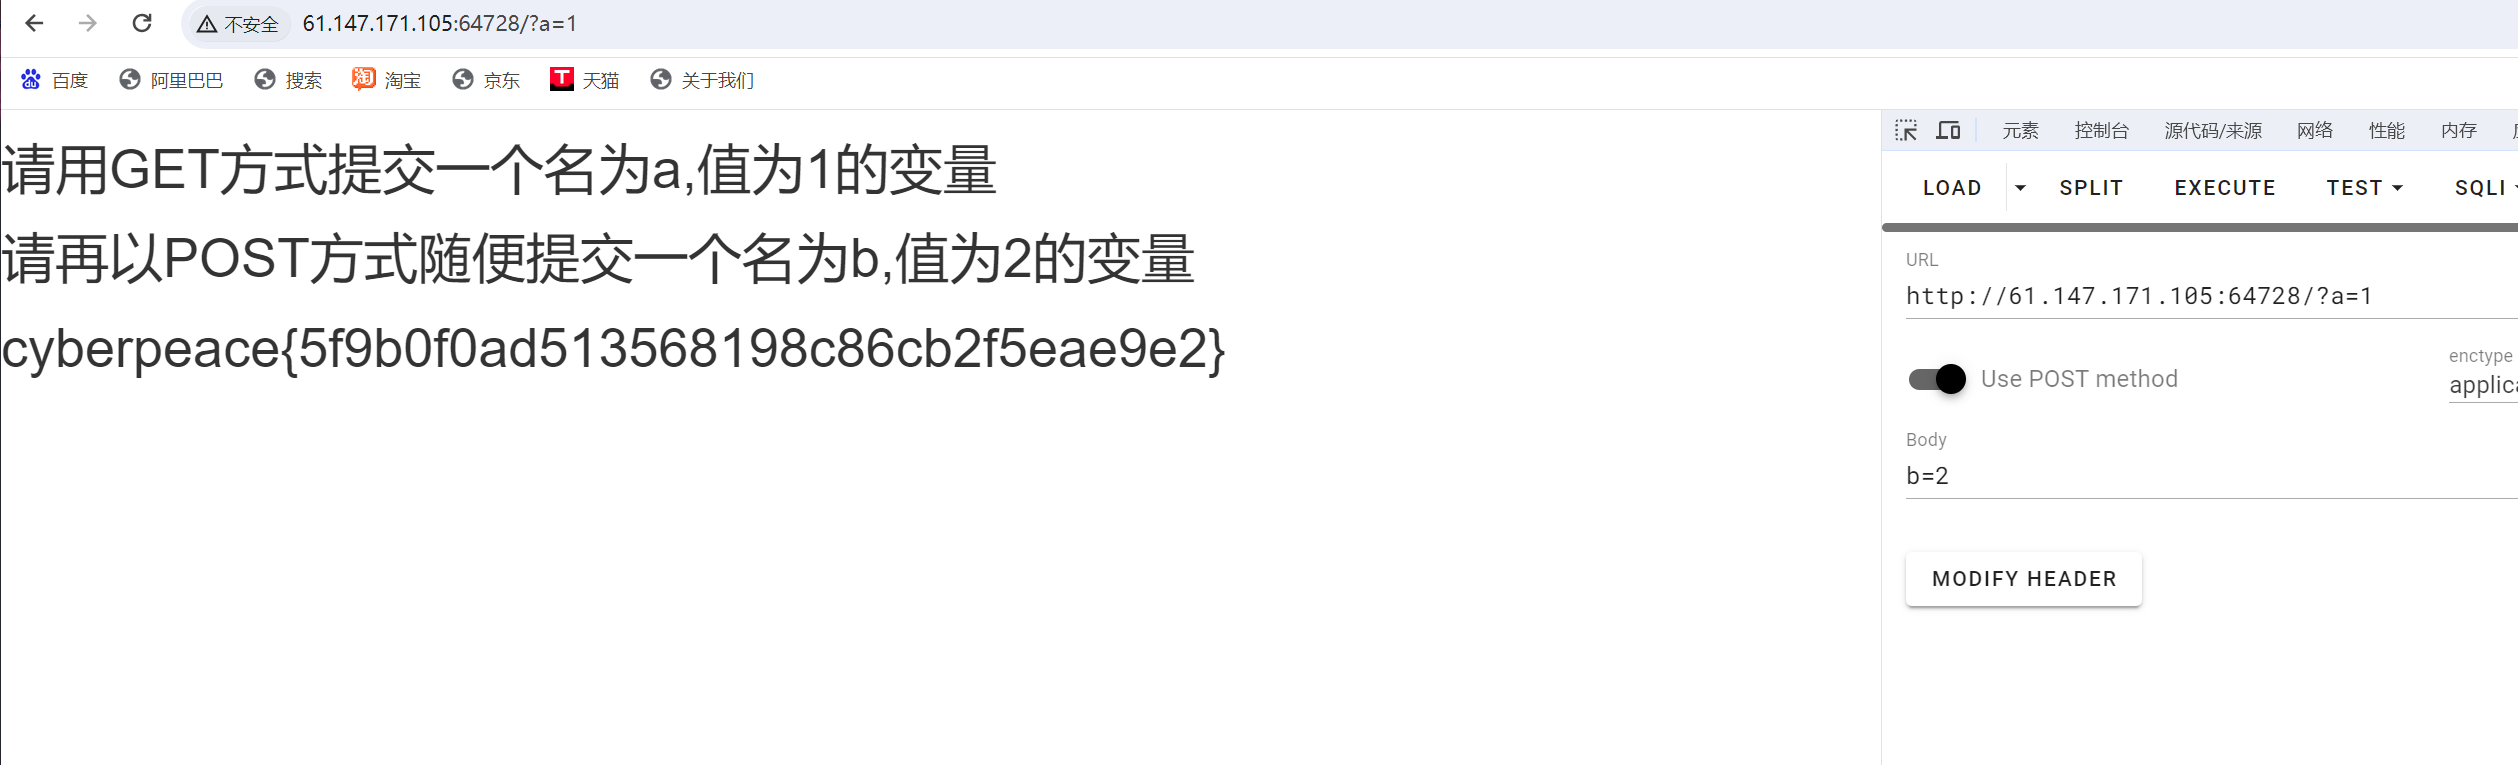 不安全 61.147.171.105:64728/?a=1
百度 阿里巴巴 搜索 淘宝 京东 天猫 关于我们
请用GET方式提交一个名为a,值为1的变量
请再以POST方式随便提交一个名为b,值为2的变量
cyberpeace{5f9b0f0ad513568198c86cb2f5eae9e2}
元素 控制台 源代码/来源 网络 性能 内存
LOAD SPLIT EXECUTE TEST SQLI
URL
http://61.147.171.105:64728/?a=1
Use POST method
enctype
applica
Body
b=2
MODIFY HEADER